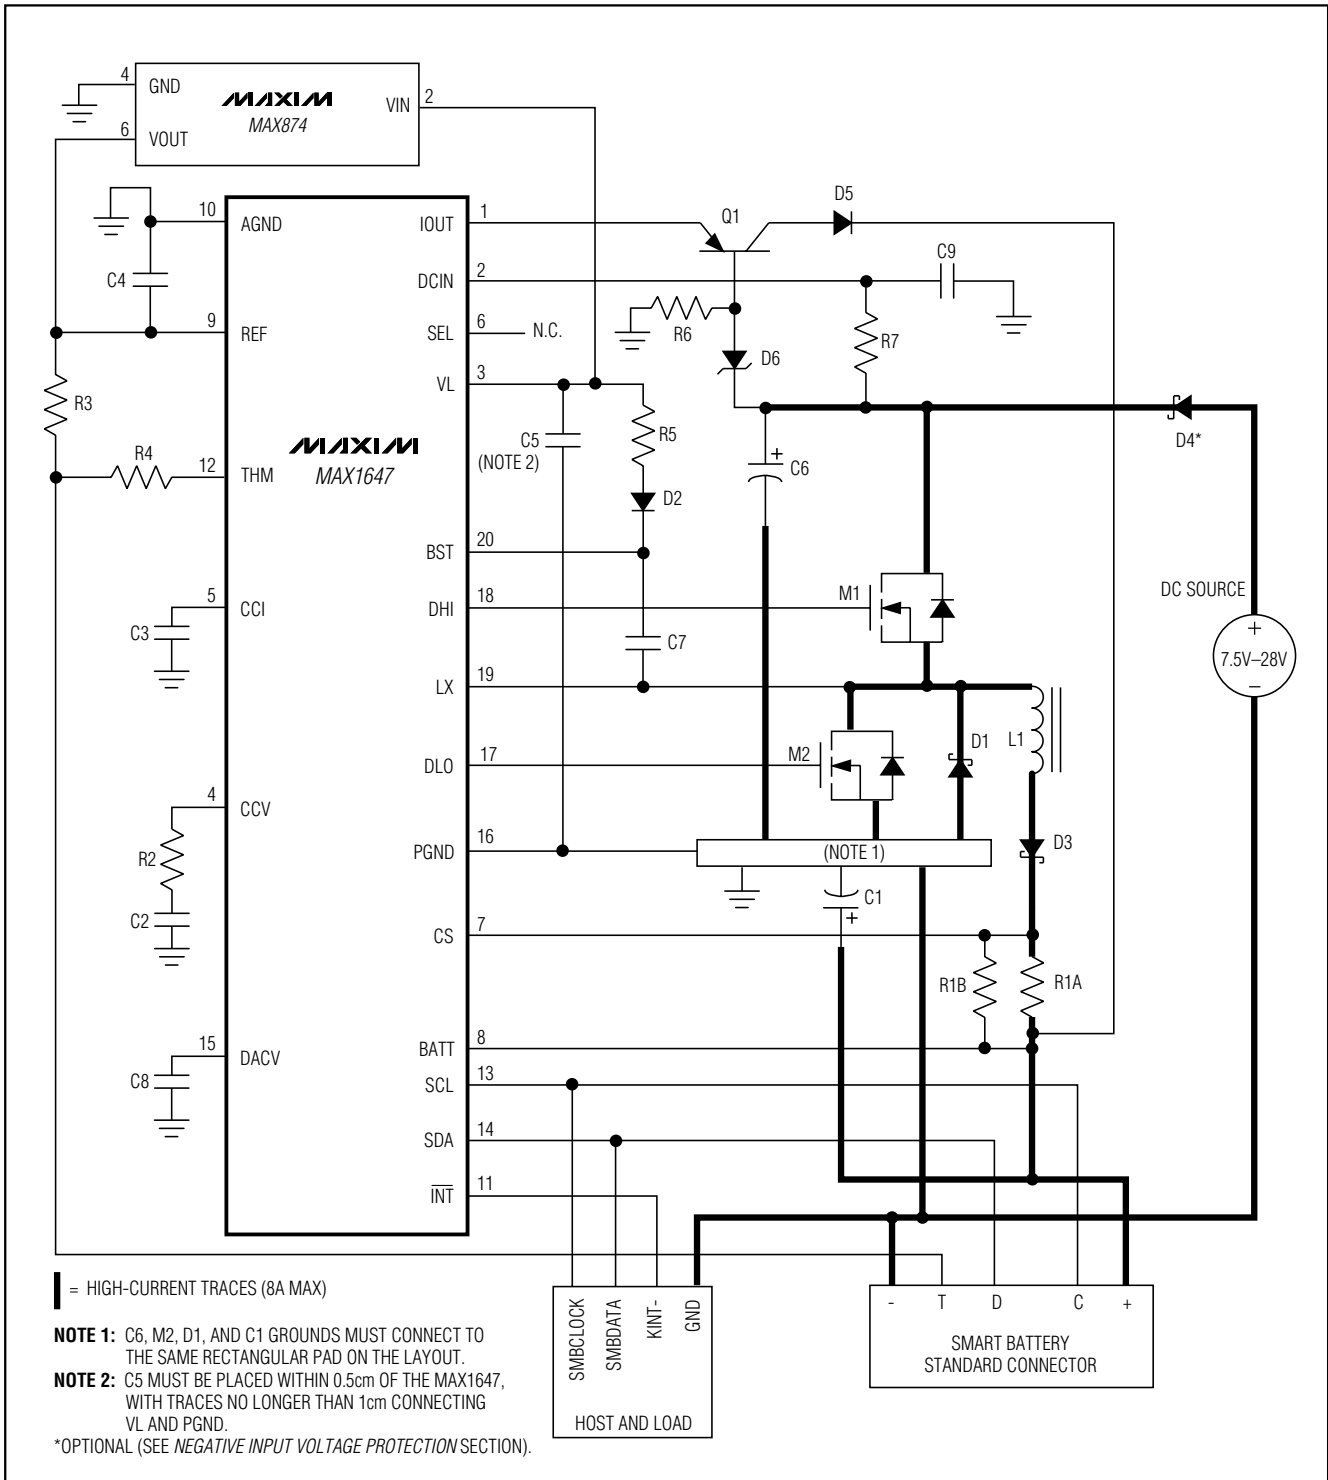 4
GND
MAXIM
MAX874
VIN
2
6
VOUT
10
AGND
IOUT
1
Q1
D5
C4
DCIN
2
C9
9
REF
SEL
6
N.C.
R6
D6
R7
VL
3
R3
R5
C5
(NOTE 2)
D4*
R4
12
THM
MAXIM
MAX1647
+
C6
D2
BST
20
5
CCI
DHI
18
M1
DC SOURCE
+
7.5V–28V
–
C3
C7
LX
19
L1
D1
M2
DLO
17
4
CCV
R2
PGND
16
(NOTE 1)
D3
C1
+
C2
CS
7
R1B
R1A
15
DACV
BATT
8
C8
SCL
13
SDA
14
INT
11
= HIGH-CURRENT TRACES (8A MAX)
NOTE 1: C6, M2, D1, AND C1 GROUNDS MUST CONNECT TO
THE SAME RECTANGULAR PAD ON THE LAYOUT.
NOTE 2: C5 MUST BE PLACED WITHIN 0.5cm OF THE MAX1647,
WITH TRACES NO LONGER THAN 1cm CONNECTING
VL AND PGND.
*OPTIONAL (SEE NEGATIVE INPUT VOLTAGE PROTECTION SECTION).
SMBCLOCK
SMBDATA
KINT-
GND
HOST AND LOAD
- T D C +
SMART BATTERY
STANDARD CONNECTOR